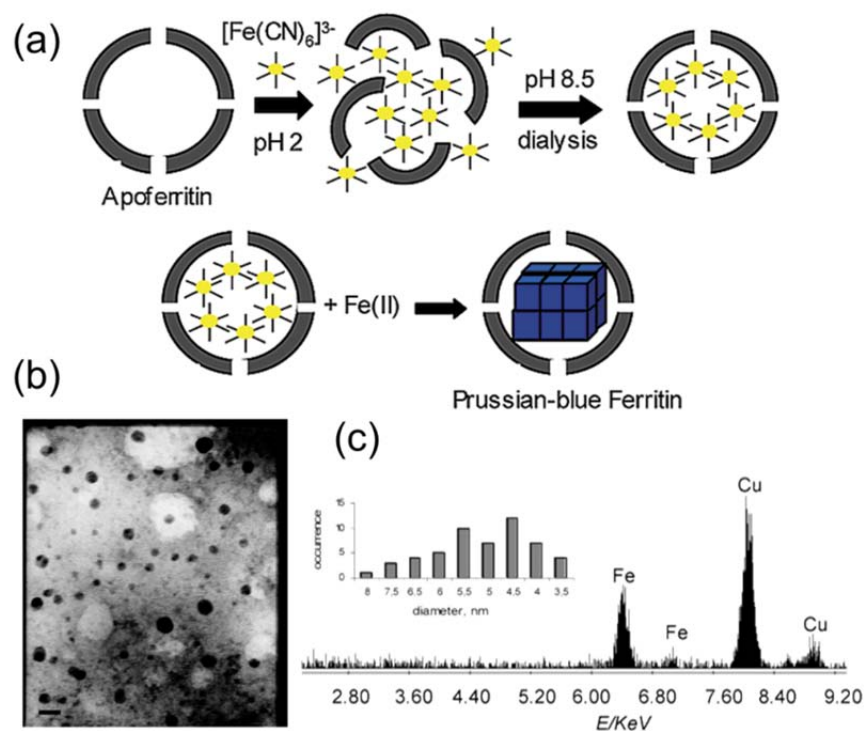 (a)
[Fe(CN)6]3-
pH 2
pH 8.5
dialysis
Apoferritin
+ Fe(II)
Prussian-blue Ferritin
(b)
(c)
occurrence
15
10
5
0
8 7.5 6.5 6 5.5 5 4.5 4 3.5
diameter, nm
Fe
Fe
Cu
Cu
2.80 3.60 4.40 5.20 6.00 6.80 7.60 8.40 9.20
E/KeV